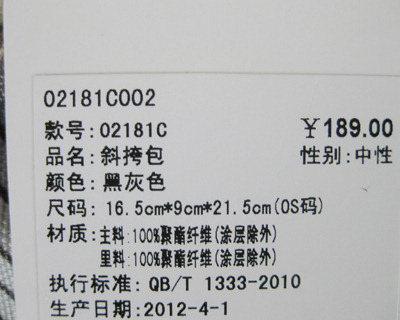 02181C002
款号:02181C ￥189.00
品名:斜挎包 性别:中性
颜色:黑灰色
尺码: 16.5cm*9cm*21.5cm(OS码)
材质:主料:100%聚酯纤维(涂层除外)
里料:100%聚酯纤维(涂层除外)
执行标准: QB/T 1333-2010
生产日期:2012-4-1